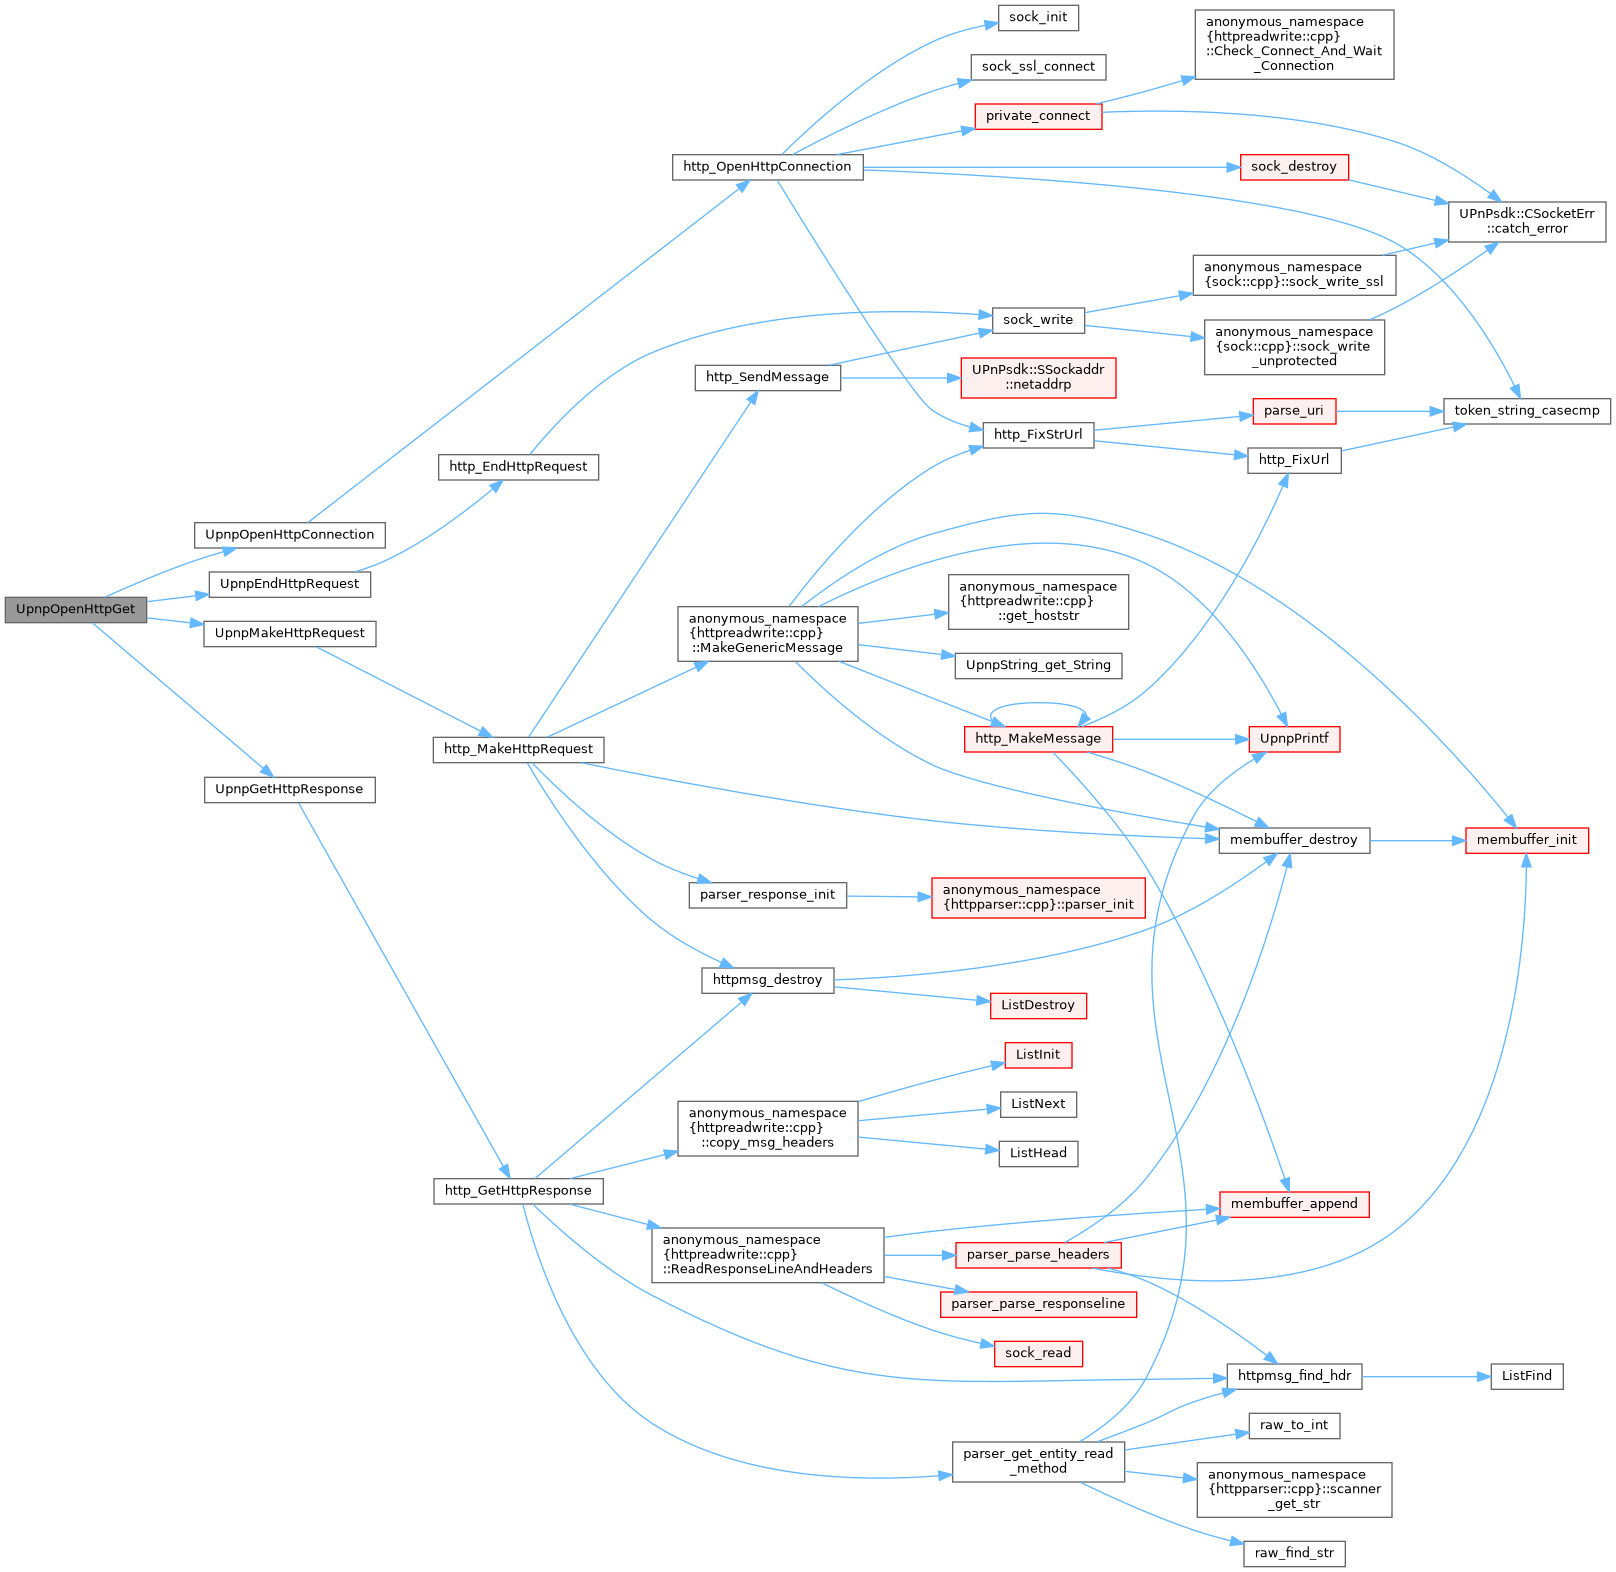 UpnpOpenHttpGet
UpnpOpenHttpConnection
UpnpEndHttpRequest
UpnpMakeHttpRequest
UpnpGetHttpResponse
http_EndHttpRequest
http_MakeHttpRequest
http_GetHttpResponse
http_OpenHttpConnection
http_SendMessage
anonymous_namespace
{httpreadwrite::cpp}
::MakeGenericMessage
parser_response_init
httpmsg_destroy
anonymous_namespace
{httpreadwrite::cpp}
::copy_msg_headers
anonymous_namespace
{httpreadwrite::cpp}
::ReadResponseLineAndHeaders
sock_init
sock_ssl_connect
private_connect
sock_write
UPnPsdk::SSockaddr
::netaddrp
http_FixStrUrl
anonymous_namespace
{httpreadwrite::cpp}
::get_hoststr
UpnpString_get_String
http_MakeMessage
anonymous_namespace
{httpparser::cpp}::parser_init
ListDestroy
ListInit
ListNext
ListHead
parser_parse_headers
parser_parse_responseline
sock_read
parser_get_entity_read
_method
anonymous_namespace
{httpreadwrite::cpp}
::Check_Connect_And_Wait
_Connection
sock_destroy
anonymous_namespace
{sock::cpp}::sock_write_ssl
anonymous_namespace
{sock::cpp}::sock_write
_unprotected
parse_uri
http_FixUrl
UpnpPrintf
membuffer_destroy
membuffer_append
httpmsg_find_hdr
raw_to_int
anonymous_namespace
{httpparser::cpp}::scanner
_get_str
raw_find_str
UPnPsdk::CSocketErr
::catch_error
token_string_casecmp
membuffer_init
ListFind